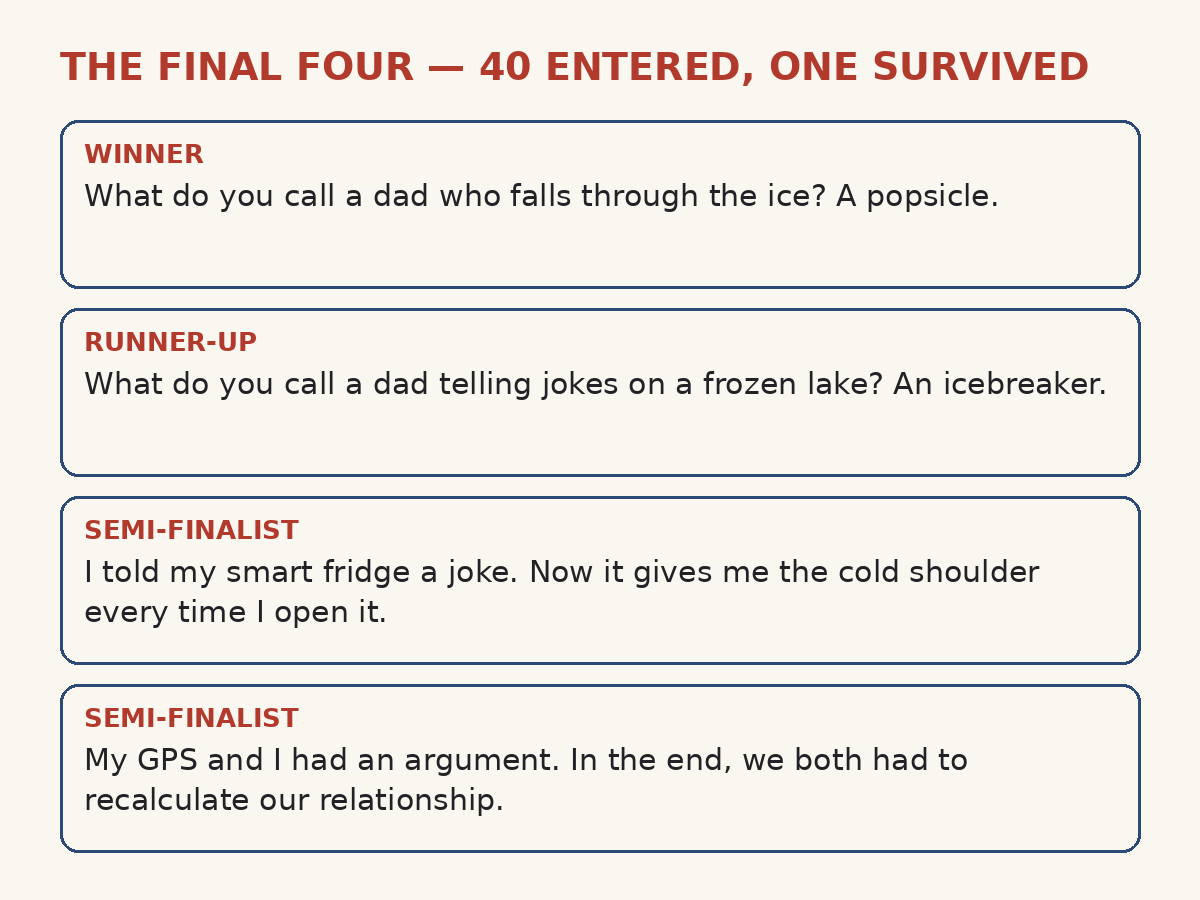 THE FINAL FOUR — 40 ENTERED, ONE SURVIVED
WINNER
What do you call a dad who falls through the ice? A popsicle.
RUNNER-UP
What do you call a dad telling jokes on a frozen lake? An icebreaker.
SEMI-FINALIST
I told my smart fridge a joke. Now it gives me the cold shoulder
every time I open it.
SEMI-FINALIST
My GPS and I had an argument. In the end, we both had to
recalculate our relationship.